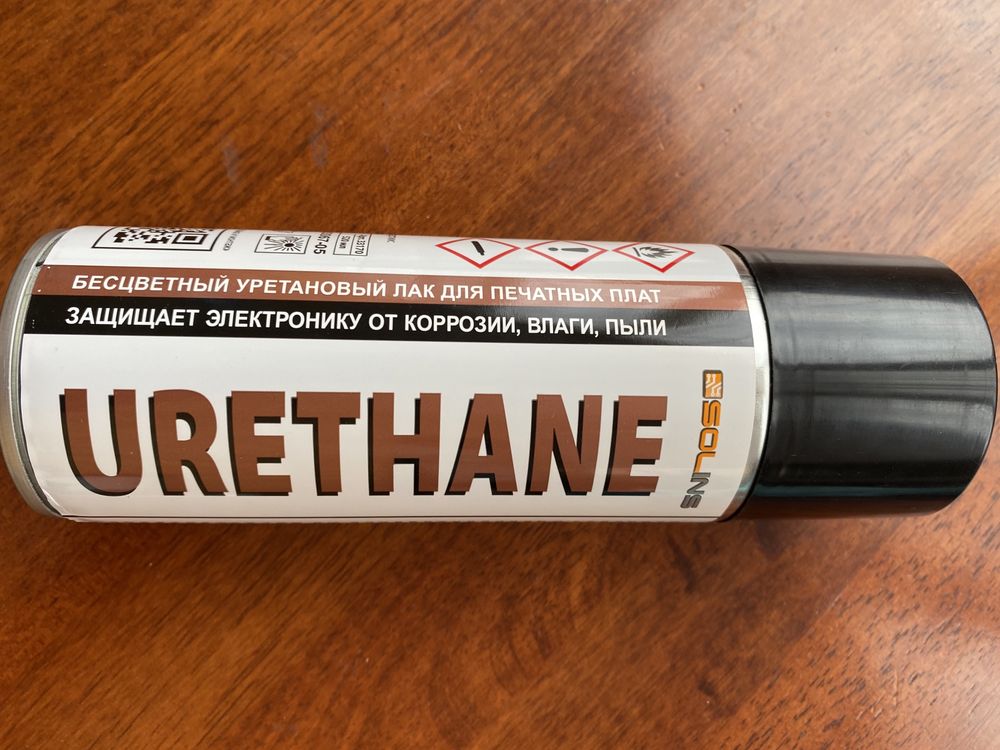 БЕСЦВЕТНЫЙ УРЕТАНОВЫЙ ЛАК ДЛЯ ПЕЧАТНЫХ ПЛАТ
ЗАЩИЩАЕТ ЭЛЕКТРОНИКУ ОТ КОРРОЗИИ, ВЛАГИ, ПЫЛИ
URETHANE
SOLINS